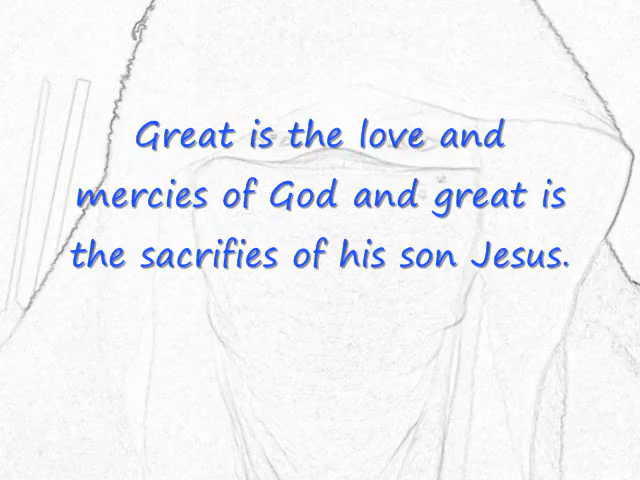 Great is the love and
mercies of God and great is
the sacrifies of his son Jesus.